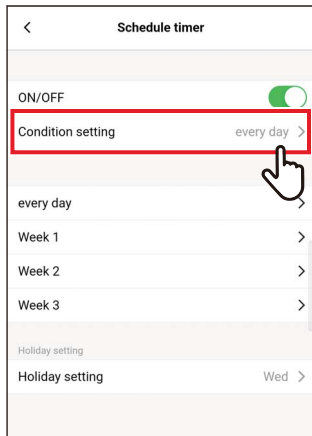 Schedule timer
ON/OFF
Condition setting every day
every day
Week 1
Week 2
Week 3
Holiday setting
Holiday setting Wed